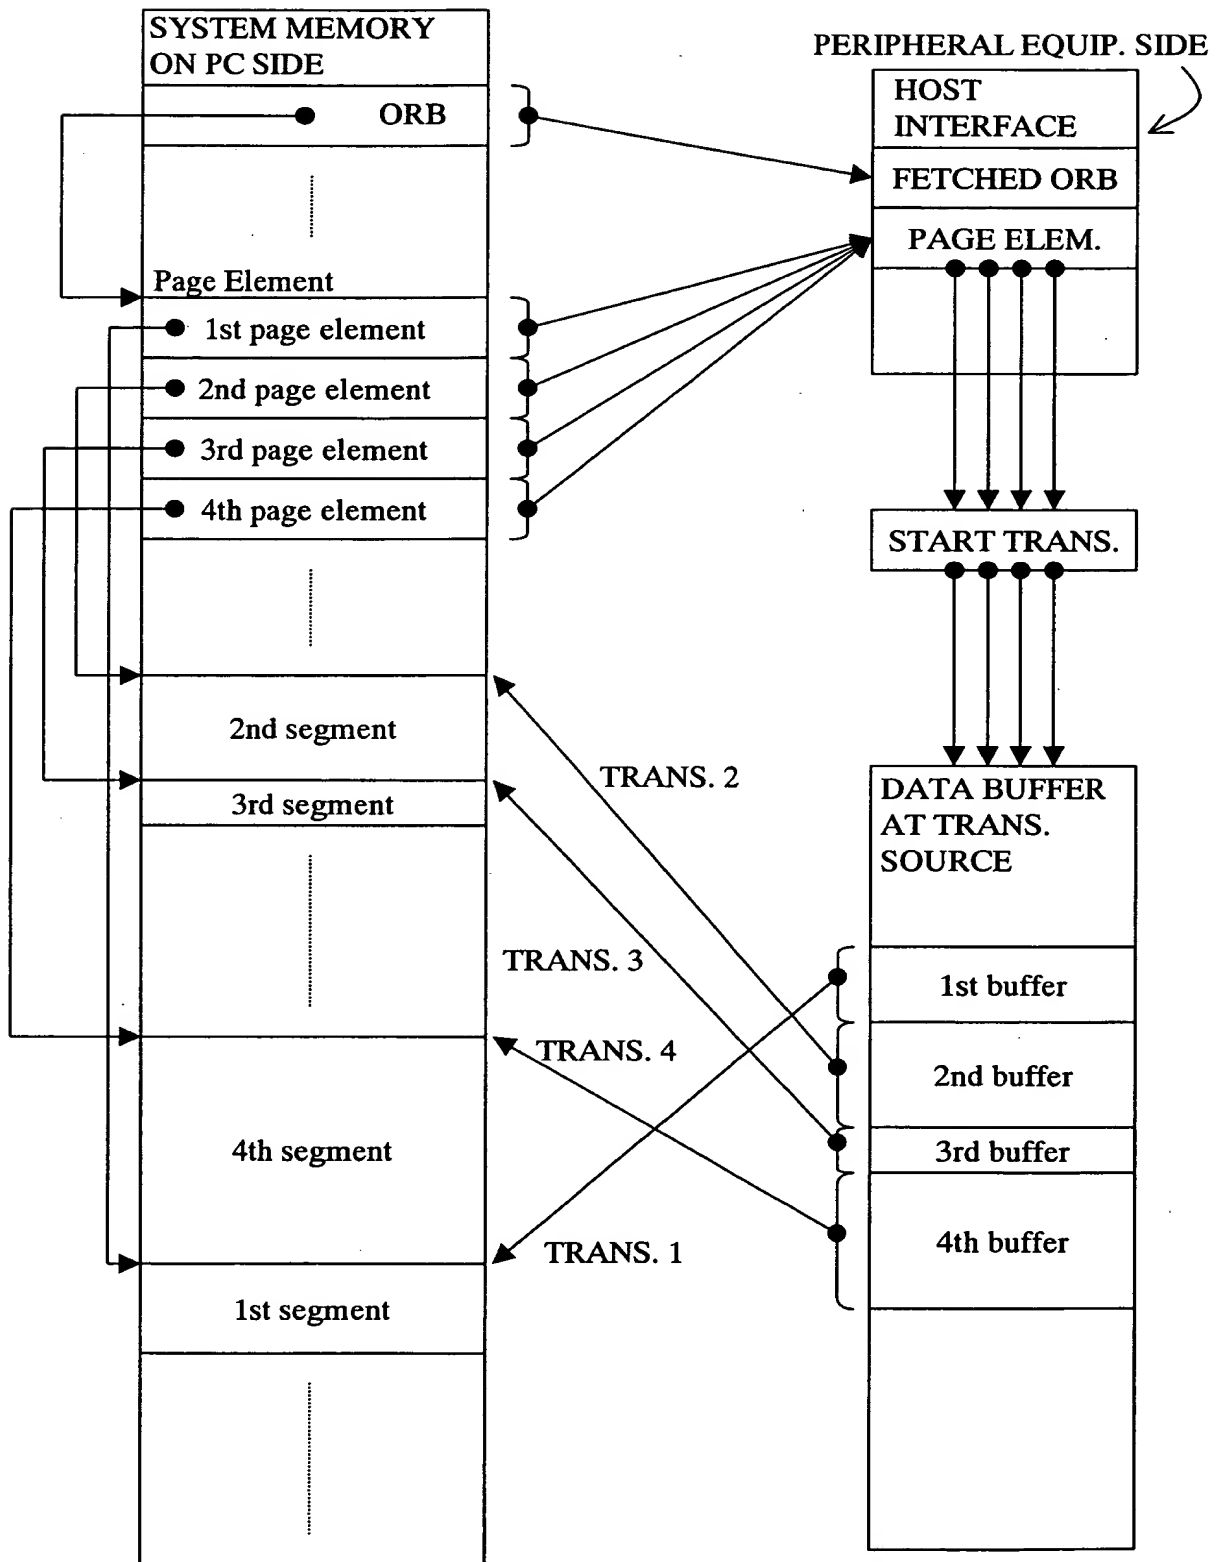 SYSTEM MEMORY
ON PC SIDE
ORB
Page Element
1st page element
2nd page element
3rd page element
4th page element
2nd segment
3rd segment
4th segment
1st segment
TRANS. 2
TRANS. 3
TRANS. 4
TRANS. 1
PERIPHERAL EQUIP. SIDE
HOST
INTERFACE
FETCHED ORB
PAGE ELEM.
START TRANS.
DATA BUFFER
AT TRANS.
SOURCE
1st buffer
2nd buffer
3rd buffer
4th buffer